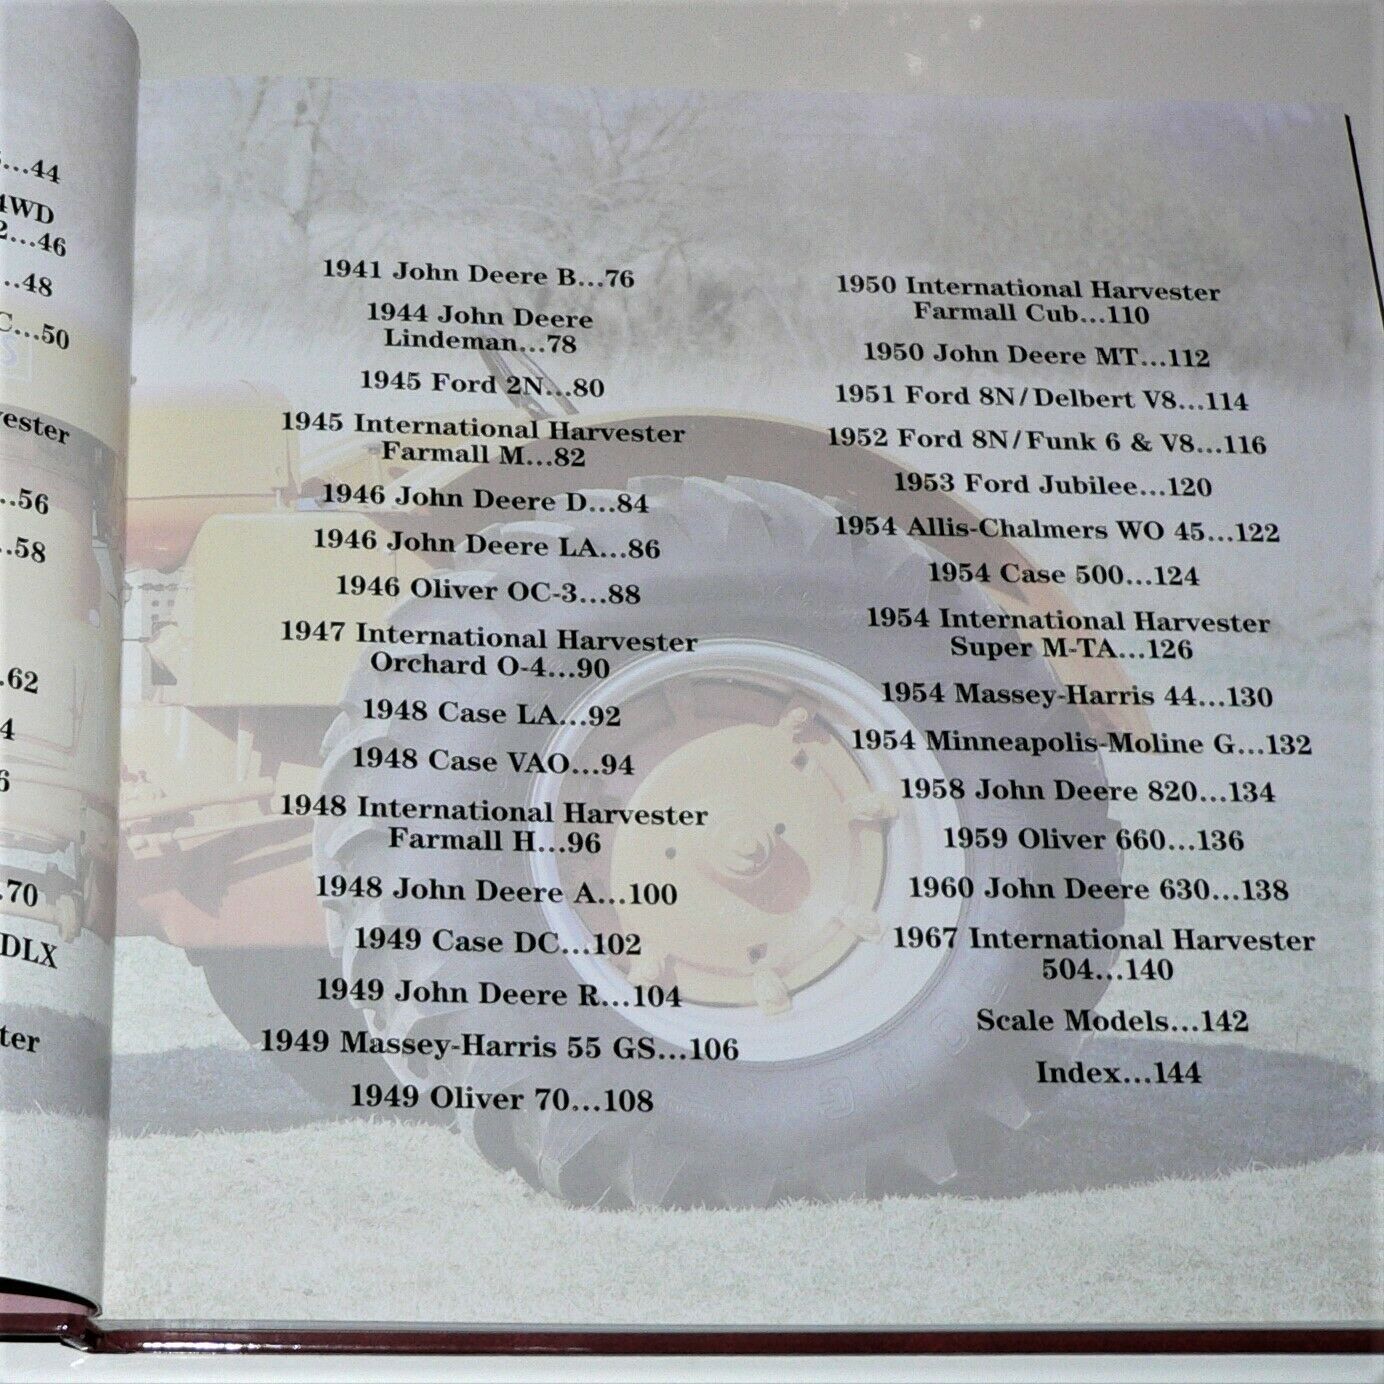 ...44
4WD
...46
...48
C...50
...56
...58
.62
.70
DLX
1941 John Deere B...76
1944 John Deere
Lindeman...78
1945 Ford 2N...80
1945 International Harvester
Farmall M...82
1946 John Deere D...84
1946 John Deere LA...86
1946 Oliver OC-3...88
1947 International Harvester
Orchard O-4...90
1948 Case LA...92
1948 Case VAO...94
1948 International Harvester
Farmall H...96
1948 John Deere A...100
1949 Case DC...102
1949 John Deere R...104
1949 Massey-Harris 55 GS...106
1949 Oliver 70...108
1950 International Harvester
Farmall Cub...110
1950 John Deere MT...112
1951 Ford 8N/Delbert V8...114
1952 Ford 8N/Funk 6 & V8...116
1953 Ford Jubilee...120
1954 Allis-Chalmers WO 45...122
1954 Case 500...124
1954 International Harvester
Super M-TA...126
1954 Massey-Harris 44...130
1954 Minneapolis-Moline G...132
1958 John Deere 820...134
1959 Oliver 660...136
1960 John Deere 630...138
1967 International Harvester
504...140
Scale Models...142
Index...144